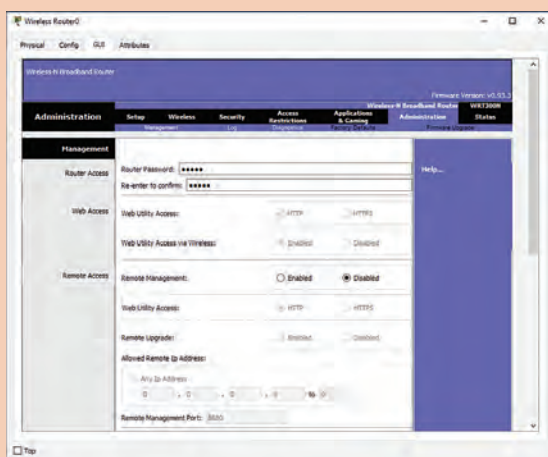 Wireless Router0
Physical Config GUI Attributes
Wireless-N Broadband Router
Firmware Version: v0.93.3
Wireless-N Broadband Router WRT300N
Administration Setup Wireless Security Access Restrictions Applications & Gaming Administration Status
Management Log Diagnostics Factory Defaults Firmware Upgrade
Management
Router Access
Router Password: •••••
Re-enter to confirm: •••••
Help...
Web Access
Web Utility Access: HTTP HTTPS
Web Utility Access via Wireless: Enabled Disabled
Remote Access
Remote Management: Enabled Disabled
Web Utility Access: HTTP HTTPS
Remote Upgrade: Enabled Disabled
Allowed Remote Ip Address:
Any Ip Address
0 . 0 . 0 . 0 to 0
Remote Management Port: 8080
Top